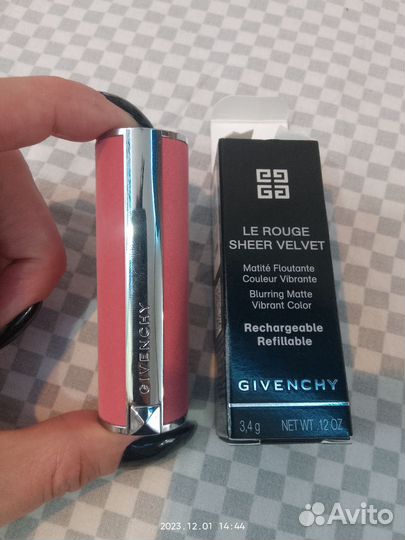 GIVENCHY
LE ROUGE
SHEER VELVET
Matité Floutante
Couleur Vibrante
Blurring Matte
Vibrant Color
Rechargeable
Refillable
GIVENCHY
3,4 g NET WT .12 OZ
2023.12.01 14:44
Avito